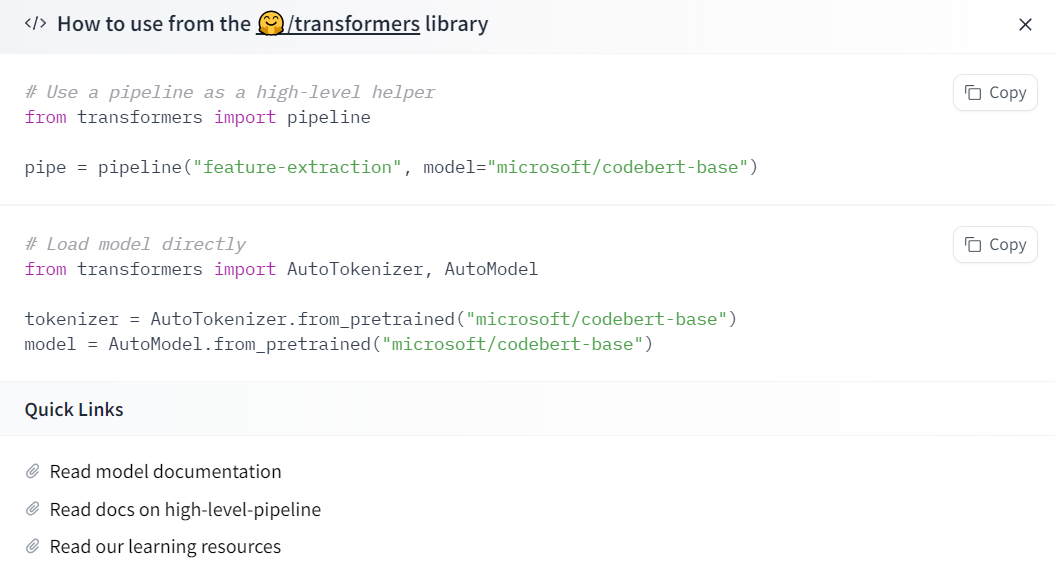 </> How to use from the 🤗/transformers library
# Use a pipeline as a high-level helper
Copy
from transformers import pipeline
pipe = pipeline("feature-extraction", model="microsoft/codebert-base")
# Load model directly
Copy
from transformers import AutoTokenizer, AutoModel
tokenizer = AutoTokenizer.from_pretrained("microsoft/codebert-base")
model = AutoModel.from_pretrained("microsoft/codebert-base")
Quick Links
Read model documentation
Read docs on high-level-pipeline
Read our learning resources